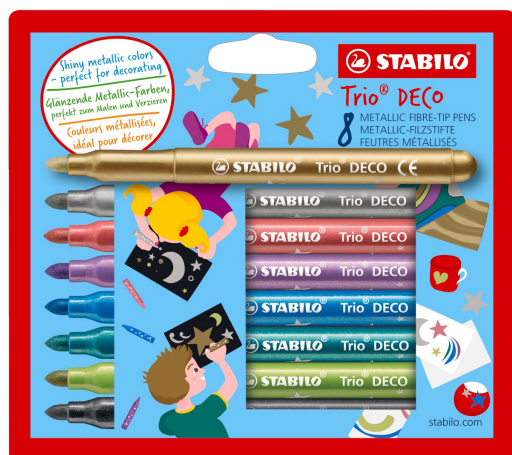 Shiny metallic colors
- perfect for decorating
Glänzende Metallic-Farben,
perfekt zum Malen und Verzieren
Couleurs métallisées,
idéal pour décorer
STABILO®
Trio® DECO
8 METALLIC FIBRE-TIP PENS
METALLIC-FILZSTIFTE
FEUTRES MÉTALLISÉS
STABILO® Trio® DECO CE
STABILO® Trio® DECO
STABILO® Trio® DECO
STABILO® Trio® DECO
STABILO® Trio® DECO
STABILO® Trio® DECO
STABILO® Trio® DECO
stabilo.com